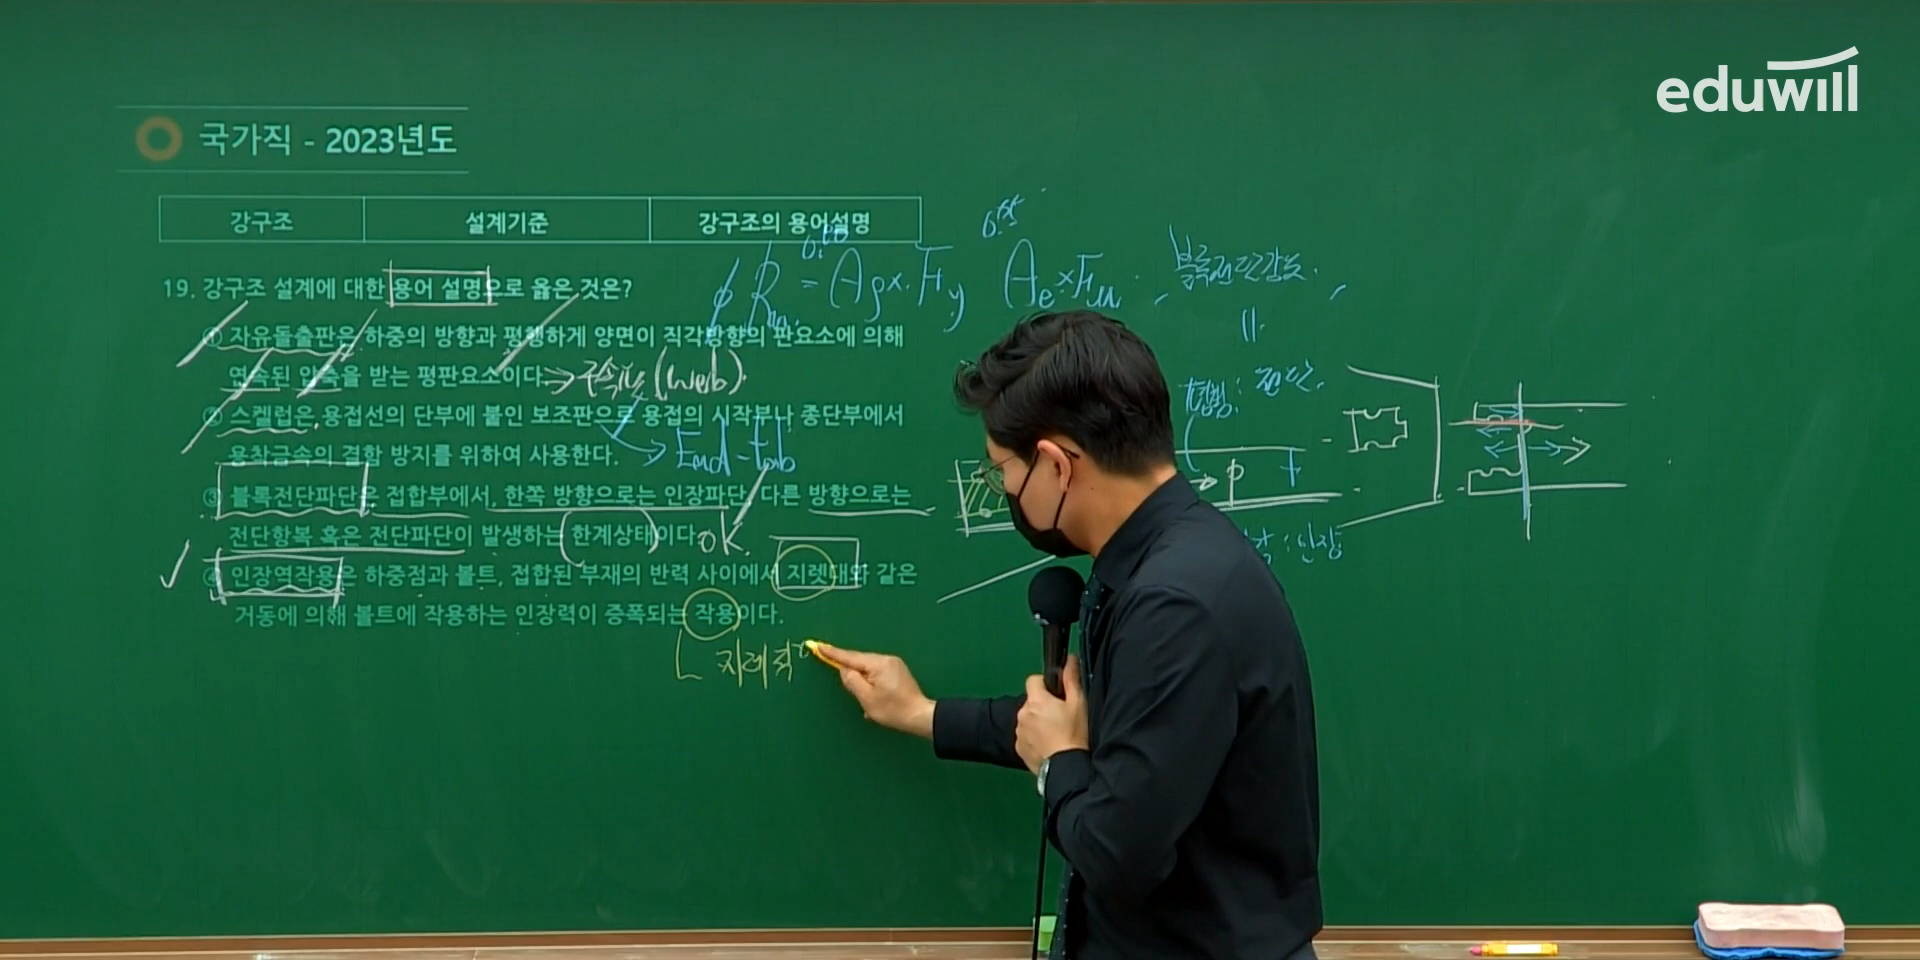 eduwill
국가직 - 2023년도
강구조 설계기준 강구조의 용어설명
19. 강구조 설계에 대한 용어 설명으로 옳은 것은?
① 자유돌출판은 하중의 방향과 평행하게 양면이 직각방향의 판요소에 의해
연속된 압축을 받는 평판요소이다.
② 스켈럽은 용접선의 단부에 붙인 보조판으로 용접의 시작부나 종단부에서
용착금속의 결함 방지를 위하여 사용한다.
③ 블록전단파단은 접합부에서, 한쪽 방향으로는 인장파단, 다른 방향으로는
전단항복 혹은 전단파단이 발생하는 한계상태이다.
④ 인장역작용은 하중점과 볼트, 접합된 부재의 반력 사이에서 지렛대와 같은
거동에 의해 볼트에 작용하는 인장력이 증폭되는 작용이다.
(Web)
End-Tab
OK.
지레
ϕRn = Ag × Fy Ae × Fu
블록전단강도
: 전단
: 인장
P